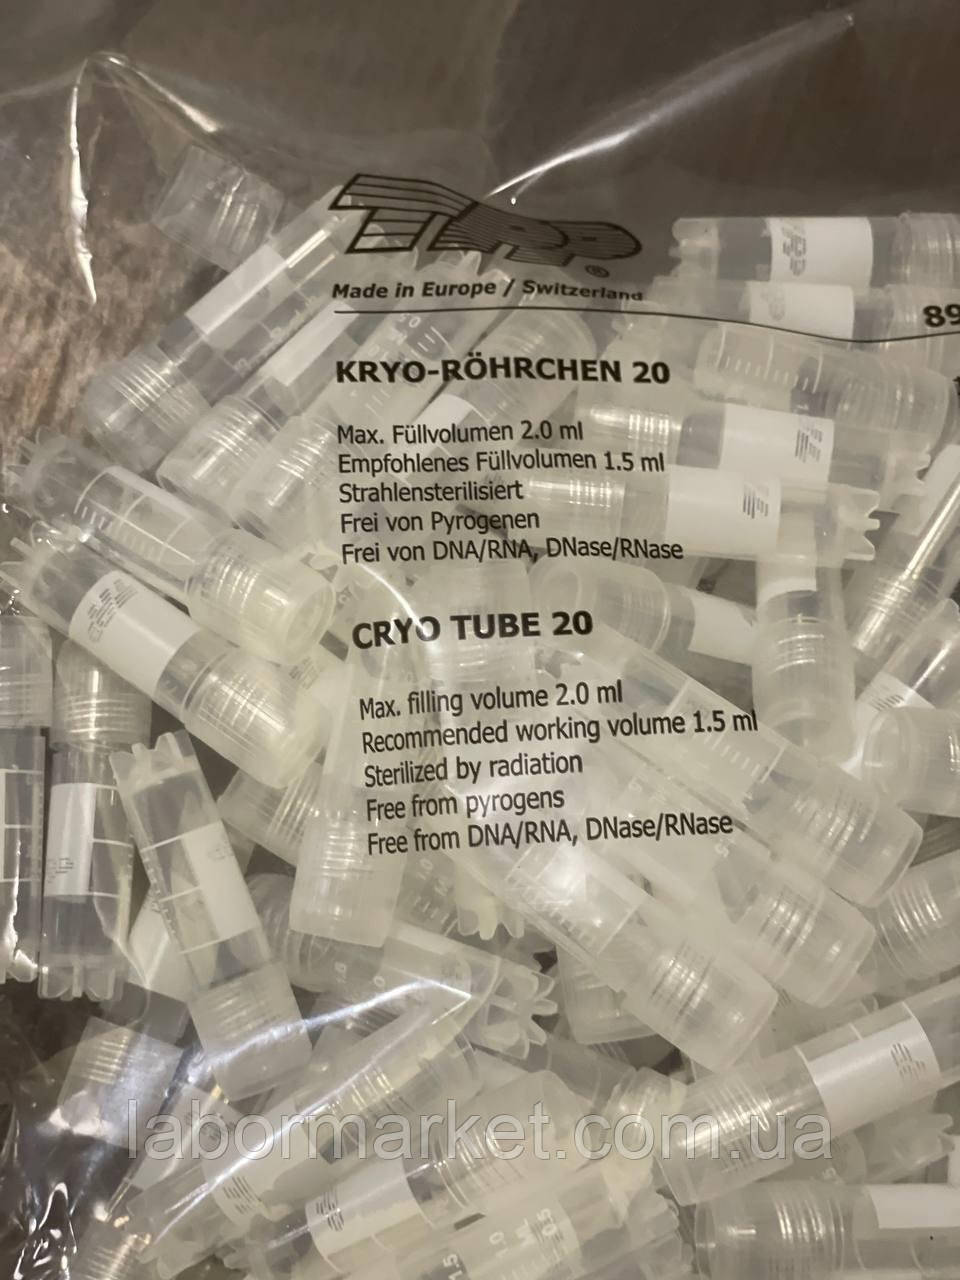 TPP®
Made in Europe / Switzerland
89
KRYO-RÖHRCHEN 20
Max. Füllvolumen 2.0 ml
Empfohlenes Füllvolumen 1.5 ml
Strahlensterilisiert
Frei von Pyrogenen
Frei von DNA/RNA, DNase/RNase
CRYO TUBE 20
Max. filling volume 2.0 ml
Recommended working volume 1.5 ml
Sterilized by radiation
Free from pyrogens
Free from DNA/RNA, DNase/RNase
labormarket.com.ua